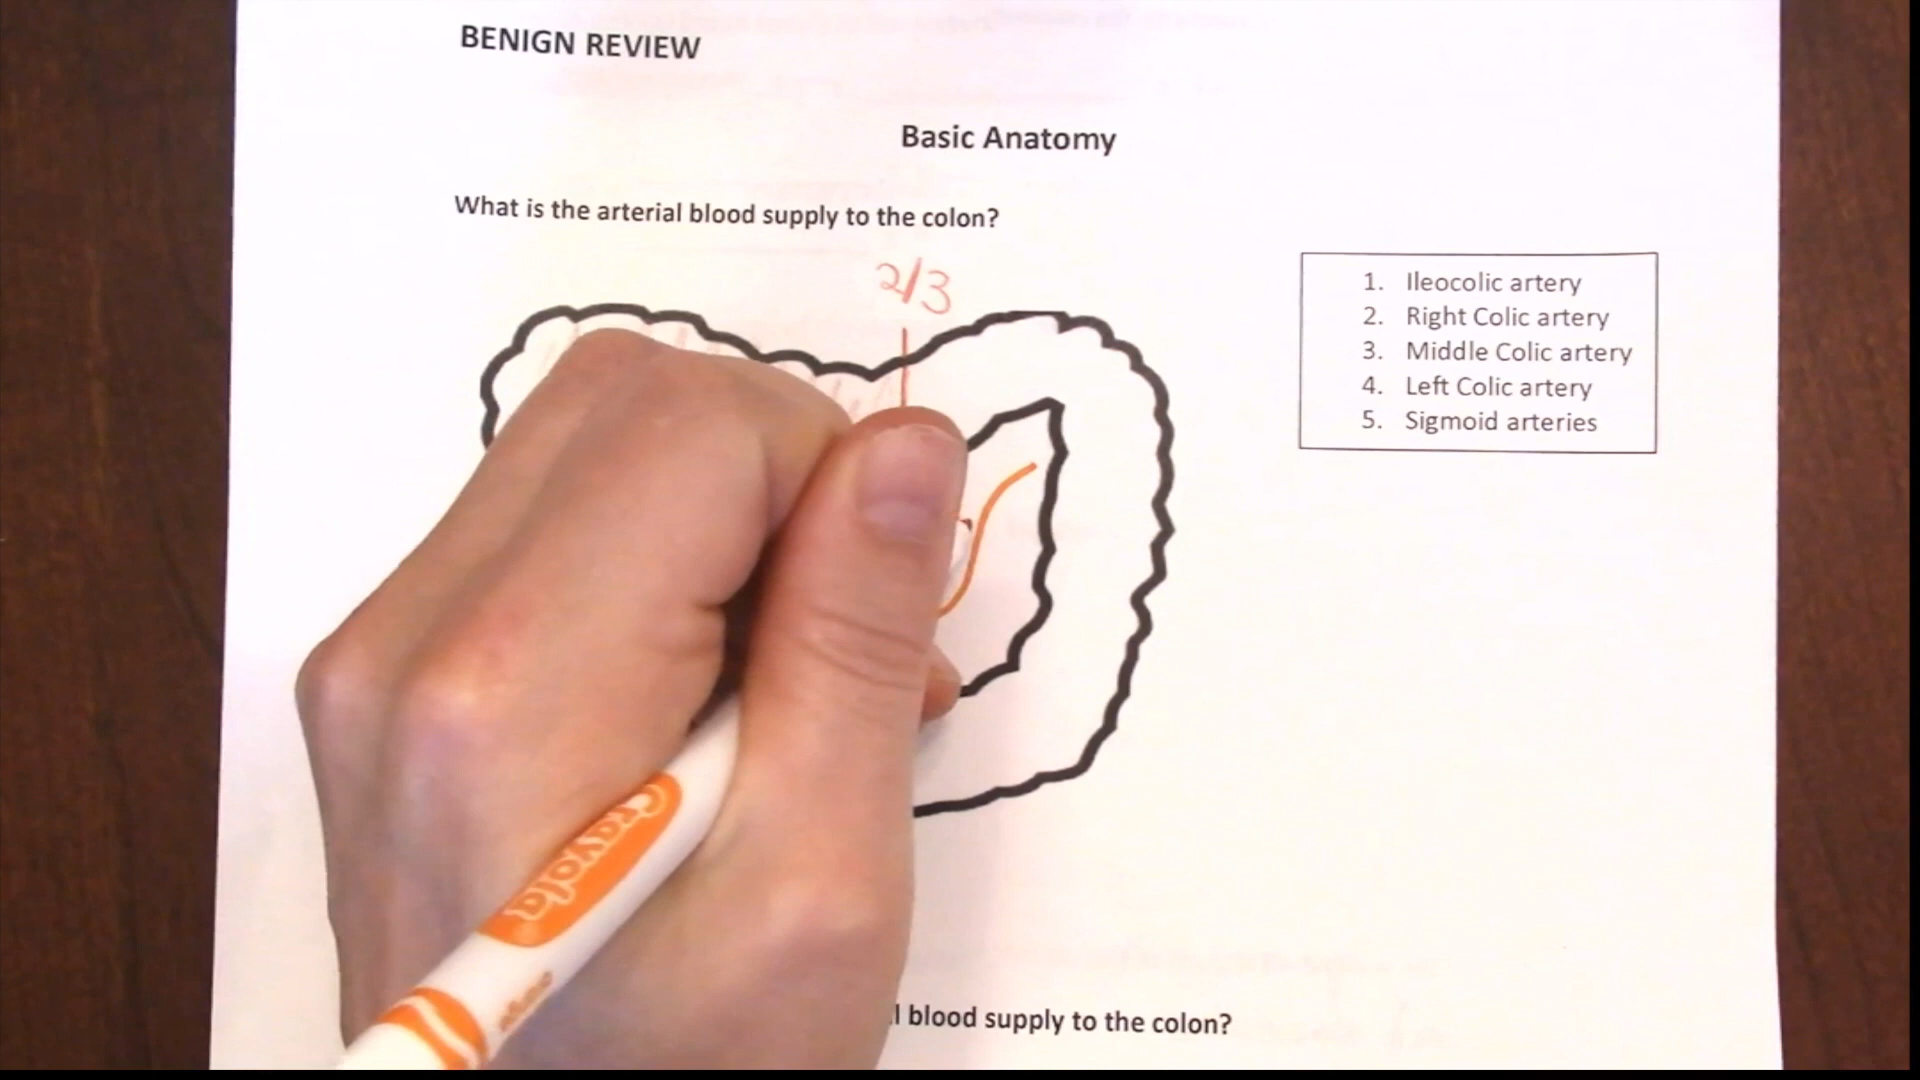 BENIGN REVIEW
Basic Anatomy
What is the arterial blood supply to the colon?
2/3
1. Ileocolic artery
2. Right Colic artery
3. Middle Colic artery
4. Left Colic artery
5. Sigmoid arteries
Crayola
l blood supply to the colon?